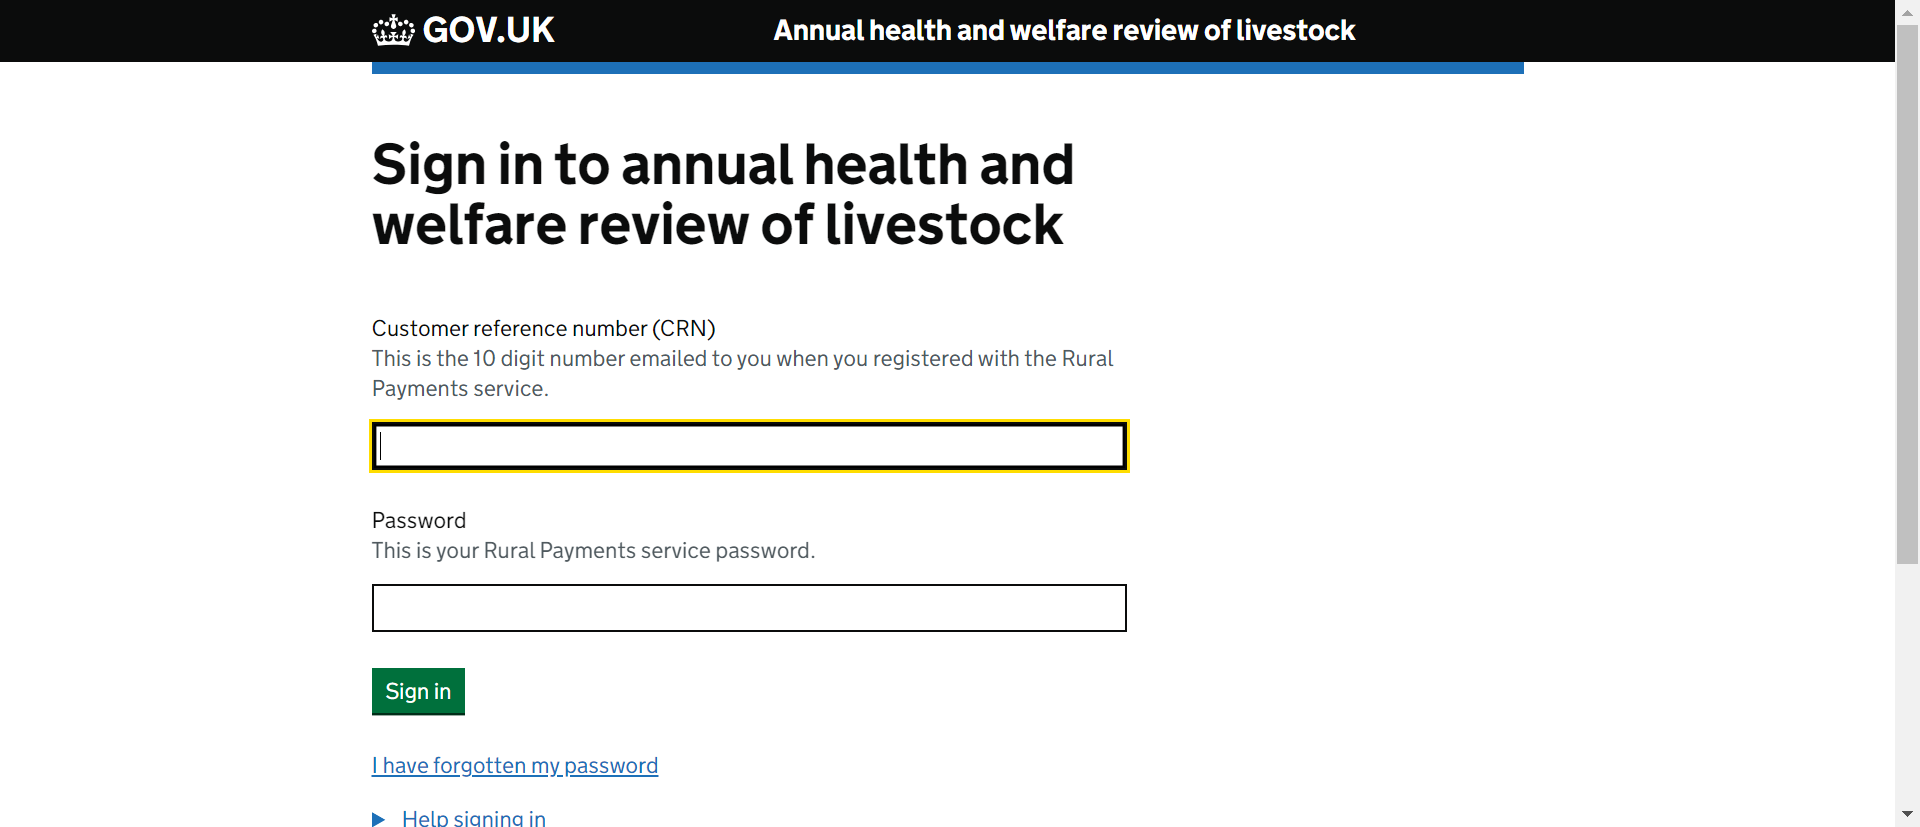 GOV.UK
Annual health and welfare review of livestock
Sign in to annual health and
welfare review of livestock
Customer reference number (CRN)
This is the 10 digit number emailed to you when you registered with the Rural
Payments service.
Password
This is your Rural Payments service password.
Sign in
I have forgotten my password
Help signing in